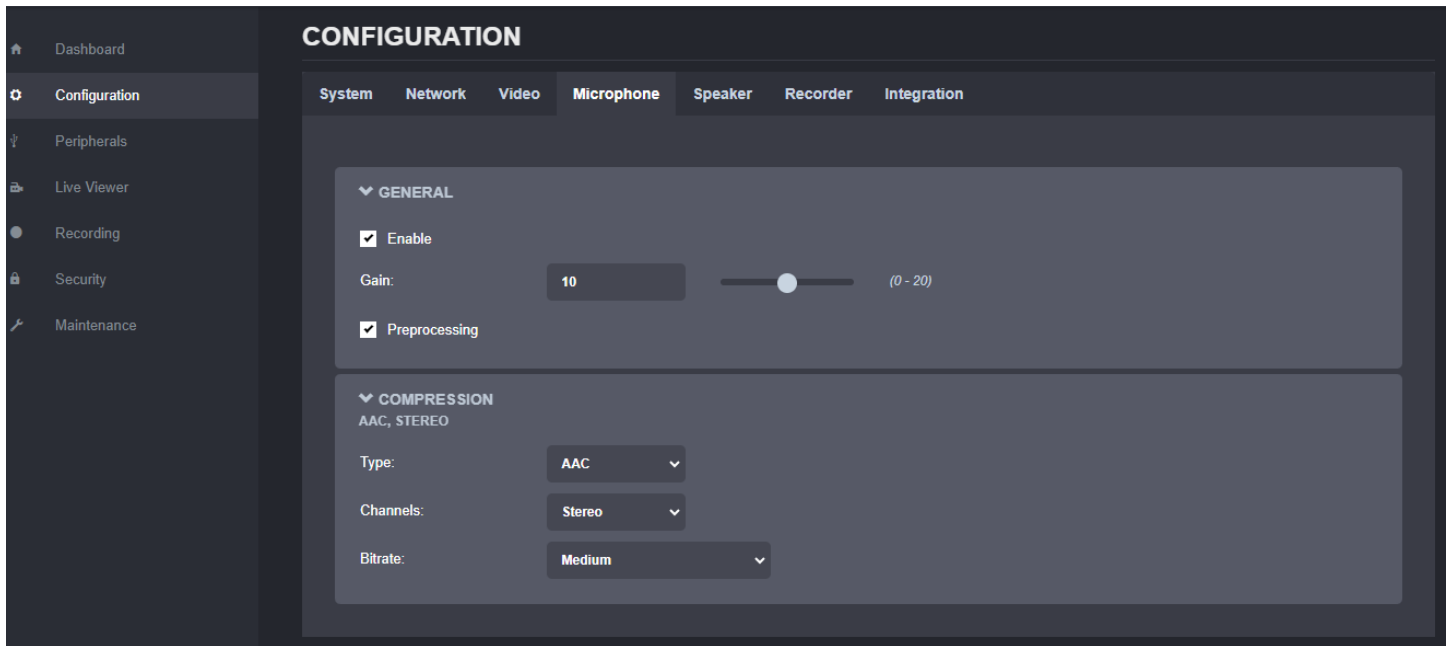 CONFIGURATION
Dashboard
Configuration
Peripherals
Live Viewer
Recording
Security
Maintenance
System Network Video Microphone Speaker Recorder Integration
GENERAL
Enable
Gain: 10 (0 - 20)
Preprocessing
COMPRESSION
AAC, STEREO
Type: AAC
Channels: Stereo
Bitrate: Medium